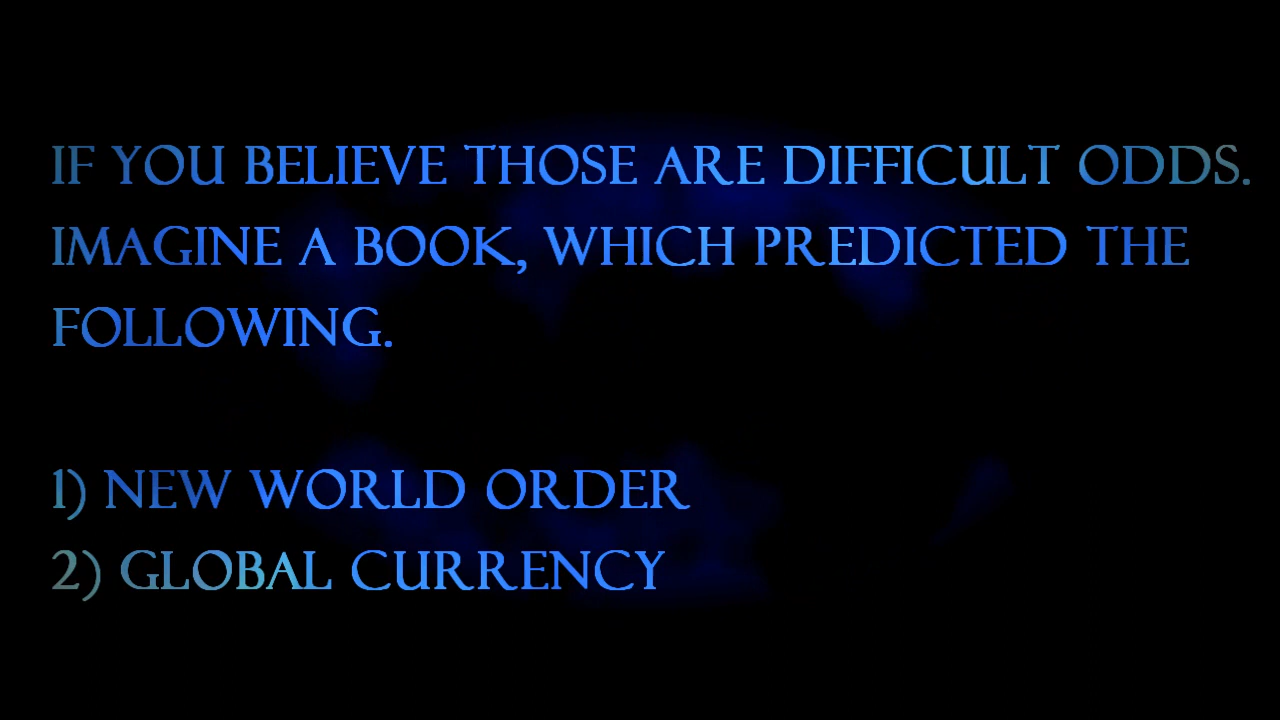 IF YOU BELIEVE THOSE ARE DIFFICULT ODDS.
IMAGINE A BOOK, WHICH PREDICTED THE
FOLLOWING.
1) NEW WORLD ORDER
2) GLOBAL CURRENCY